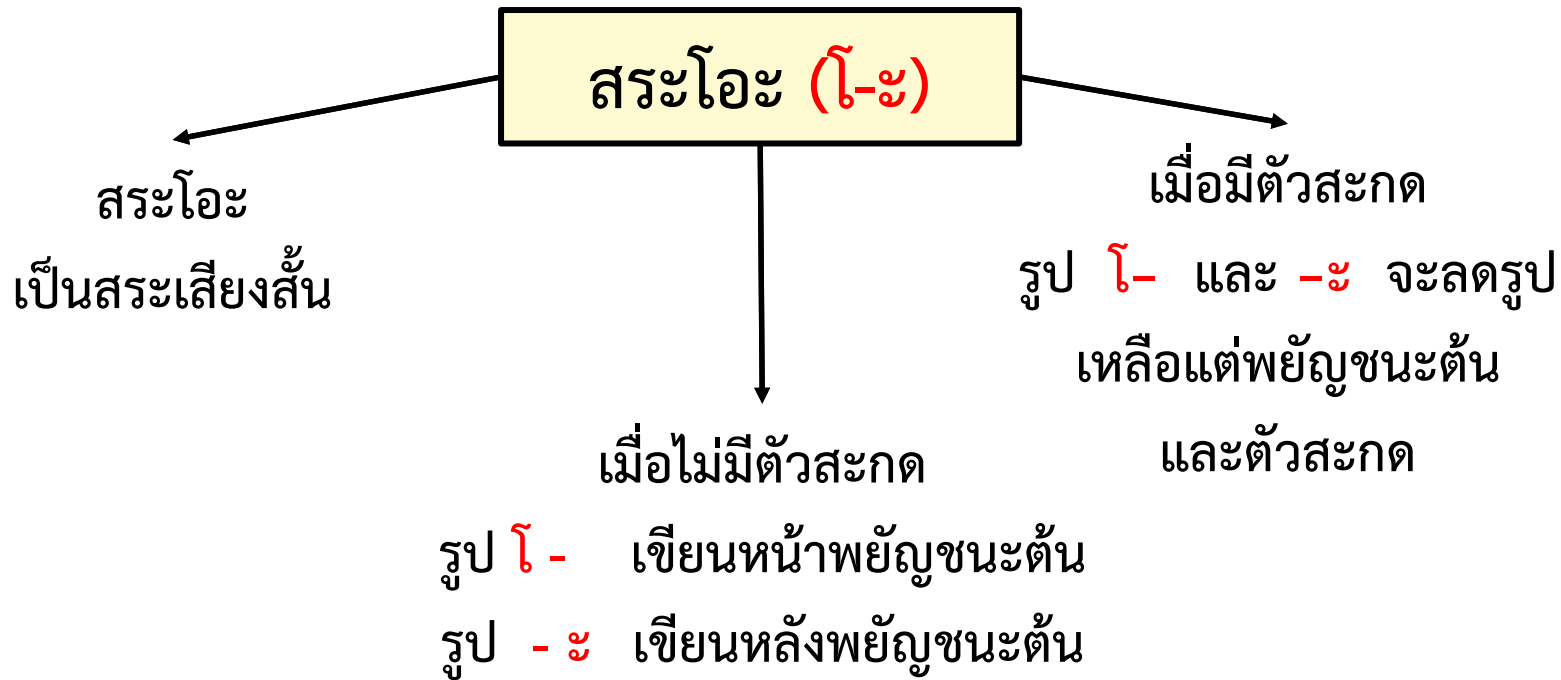 สระโอะ (โ-ะ)
สระโอะ
เป็นสระเสียงสั้น
เมื่อไม่มีตัวสะกด
รูป โ - เขียนหน้าพยัญชนะต้น
รูป - ะ เขียนหลังพยัญชนะต้น
เมื่อมีตัวสะกด
รูป โ- และ -ะ จะลดรูป
เหลือแต่พยัญชนะต้น
และตัวสะกด